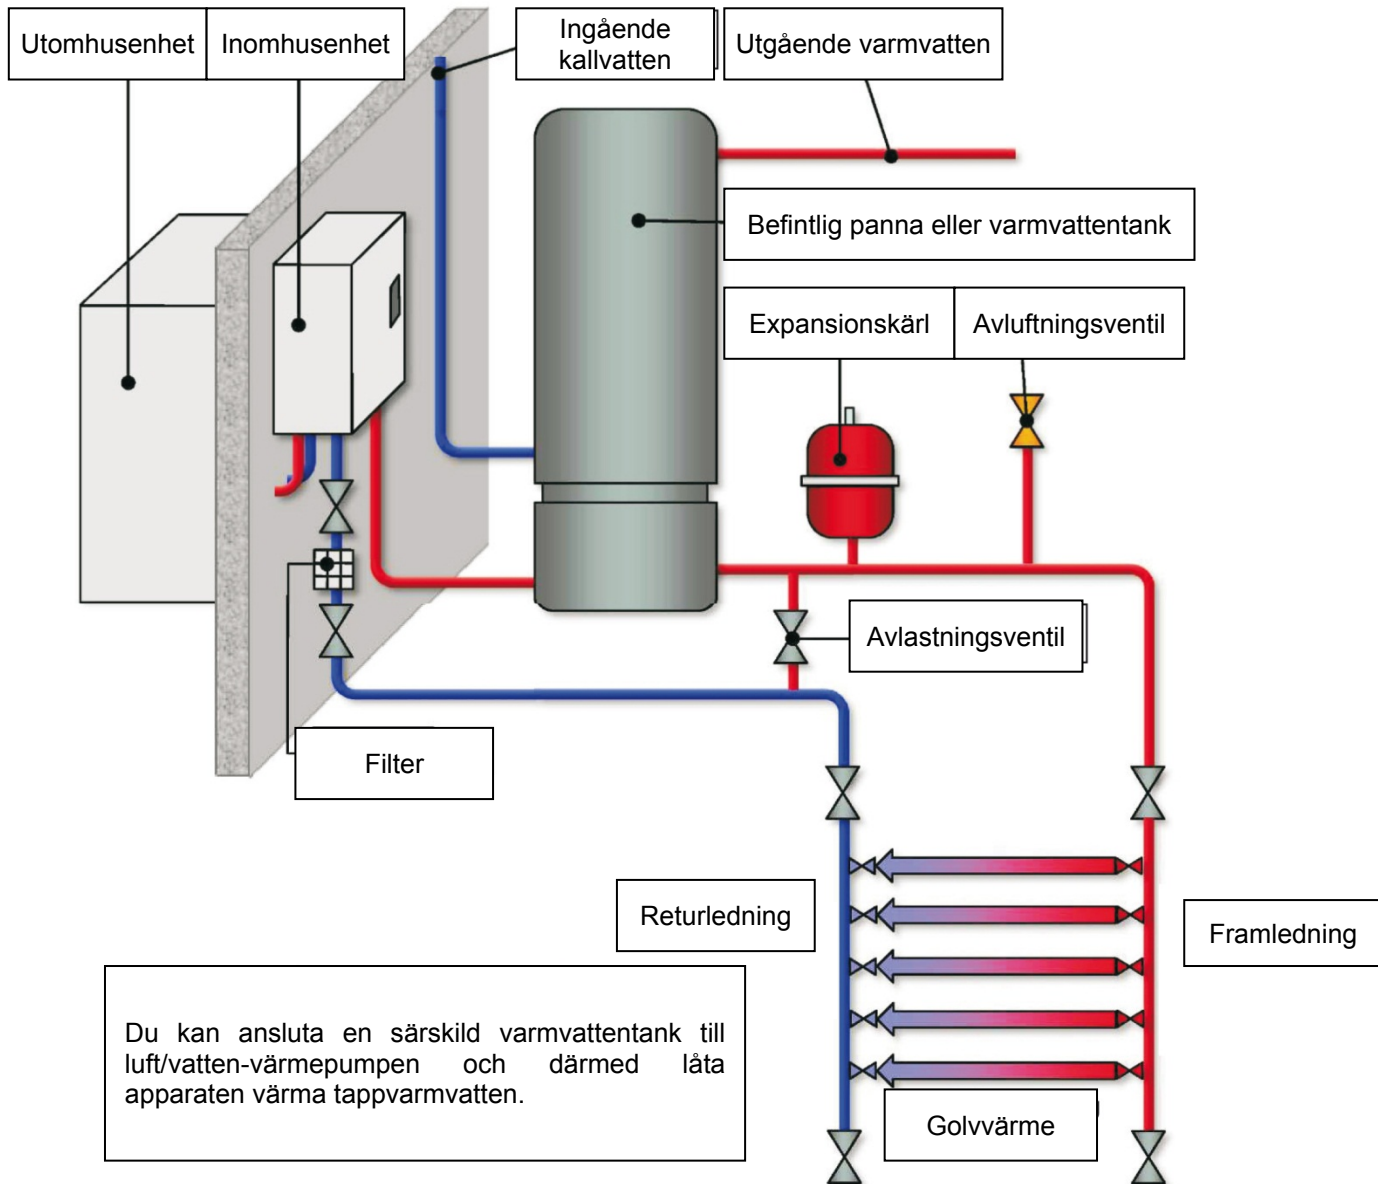 Utomhusenhet
Inomhusenhet
Ingående
kallvatten
Utgående varmvatten
Befintlig panna eller varmvattentank
Expansionskärl
Avluftningsventil
Avlastningsventil
Filter
Returledning
Framledning
Du kan ansluta en särskild varmvattentank till
luft/vatten-värmepumpen och därmed låta
apparaten värma tappvarmvatten.
Golvvärme